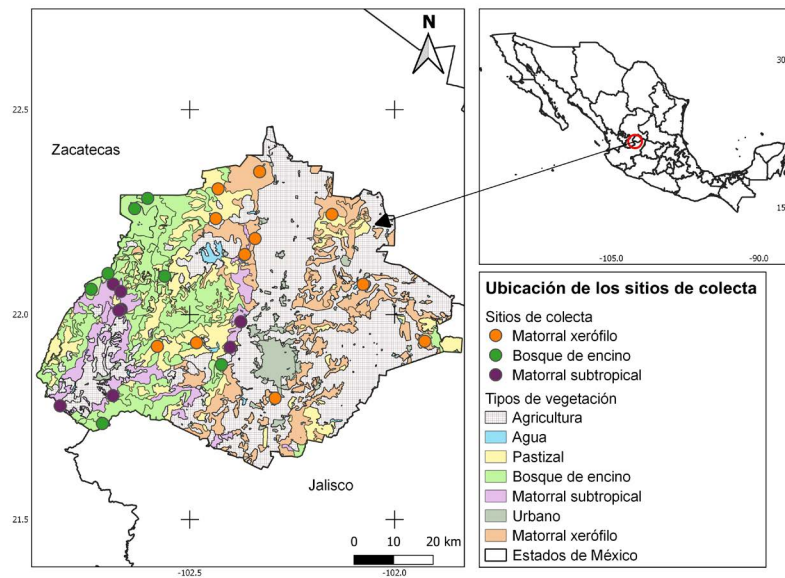 N
22.5
Zacatecas
22.0
Jalisco
21.5
0 10 20 km
-102.5 -102.0
30
15
-105.0 -90.0
Ubicación de los sitios de colecta
Sitios de colecta
Matorral xerófilo
Bosque de encino
Matorral subtropical
Tipos de vegetación
Agricultura
Agua
Pastizal
Bosque de encino
Matorral subtropical
Urbano
Matorral xerófilo
Estados de México